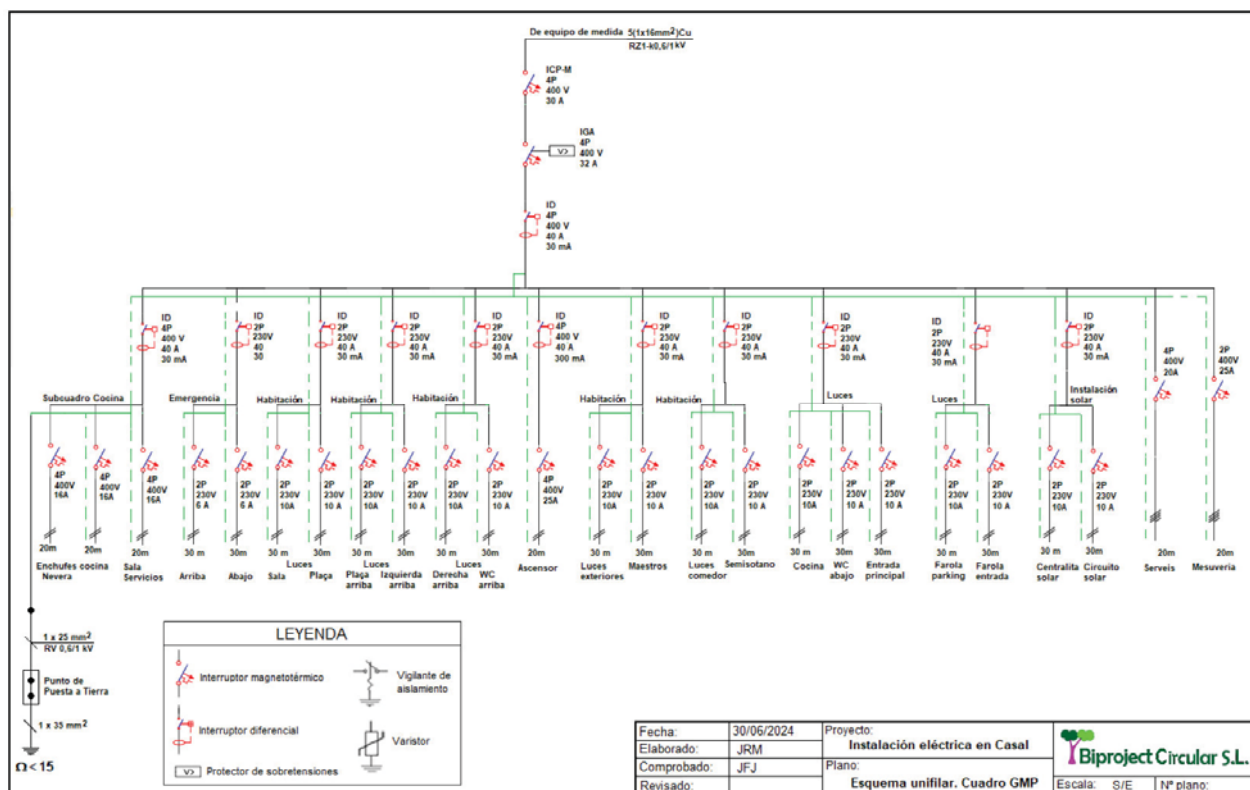 De equipo de medida 5(1x16mm²)Cu
RZ1-k0,6/1kV
ICP-M
4P
400 V
30 A
IGA
4P
400 V
32 A
V>
ID
4P
400 V
40 A
30 mA
ID
4P
400 V
40 A
30 mA
ID
2P
230V
40
30
ID
2P
230V
40 A
30 mA
ID
2P
230V
40 A
30 mA
ID
2P
230V
40 A
30 mA
ID
4P
400 V
40 A
300 mA
ID
2P
230V
40 A
30 mA
ID
2P
230V
40 A
30 mA
ID
2P
230V
40 A
30 mA
ID
2P
230V
40 A
30 mA
ID
2P
230V
40 A
30 mA
4P
400V
20A
2P
400V
25A
Subcuadro Cocina
Emergencia
Habitación
Habitación
Habitación
Habitación
Habitación
Luces
Luces
Instalación
solar
4P
400V
16A
4P
400V
16A
4P
400V
16A
2P
230V
6 A
2P
230V
6 A
2P
230V
10A
2P
230V
10 A
2P
230V
10A
2P
230V
10 A
2P
230V
10A
2P
230V
10 A
4P
400V
25A
2P
230V
10A
2P
230V
10 A
2P
230V
10A
2P
230V
10 A
2P
230V
10A
2P
230V
10 A
2P
230V
10 A
2P
230V
10A
2P
230V
10 A
2P
230V
10A
2P
230V
10 A
20m
20m
20m
30 m
30m
30 m
30m
30 m
30m
30 m
30m
20m
30 m
30m
30 m
30m
30 m
30m
30m
30 m
30m
30 m
30m
20m
20m
Enchufes cocina
Nevera
Sala
Servicios
Arriba
Abajo
Luces
Sala
Plaça
Luces
Plaça
arriba
Izquierda
arriba
Luces
Derecha
arriba
WC
arriba
Ascensor
Luces
exteriores
Maestros
Luces
comedor
Semisotano
Cocina
WC
abajo
Entrada
principal
Farola
parking
Farola
entrada
Centralita
solar
Circuito
solar
Serveis
Mesuveria
1 x 25 mm²
RV 0,6/1 kV
Punto de
Puesta a Tierra
1 x 35 mm²
Ω<15
LEYENDA
Interruptor magnetotérmico
Vigilante de
aislamiento
Interruptor diferencial
Varistor
V> Protector de sobretensiones
Fecha: 30/06/2024
Elaborado: JRM
Comprobado: JFJ
Revisado:
Proyecto:
Instalación eléctrica en Casal
Plano:
Esquema unifilar. Cuadro GMP
Biproject Circular S.L.
Escala: S/E
Nº plano: